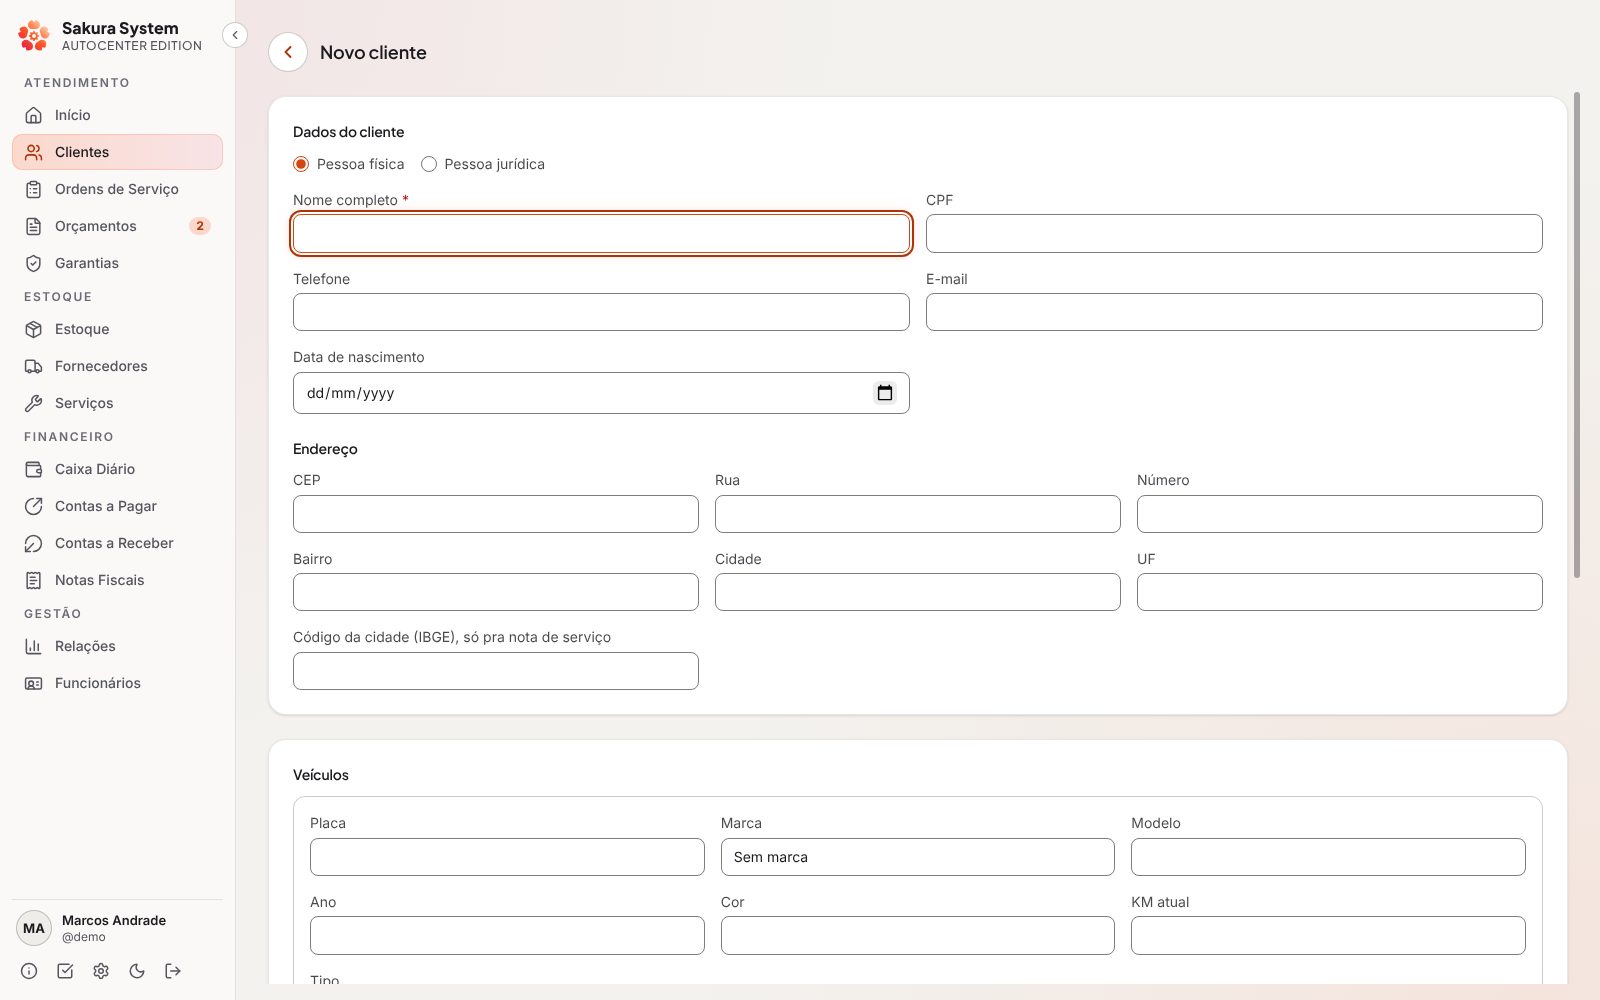 Sakura System
AUTOCENTER EDITION
ATENDIMENTO
Início
Clientes
Ordens de Serviço
Orçamentos 2
Garantias
ESTOQUE
Estoque
Fornecedores
Serviços
FINANCEIRO
Caixa Diário
Contas a Pagar
Contas a Receber
Notas Fiscais
GESTÃO
Relações
Funcionários
MA
Marcos Andrade
@demo
Novo cliente
Dados do cliente
Pessoa física Pessoa jurídica
Nome completo * CPF
Telefone E-mail
Data de nascimento
dd/mm/yyyy
Endereço
CEP Rua Número
Bairro Cidade UF
Código da cidade (IBGE), só pra nota de serviço
Veículos
Placa Marca Modelo
Sem marca
Ano Cor KM atual
Tipo